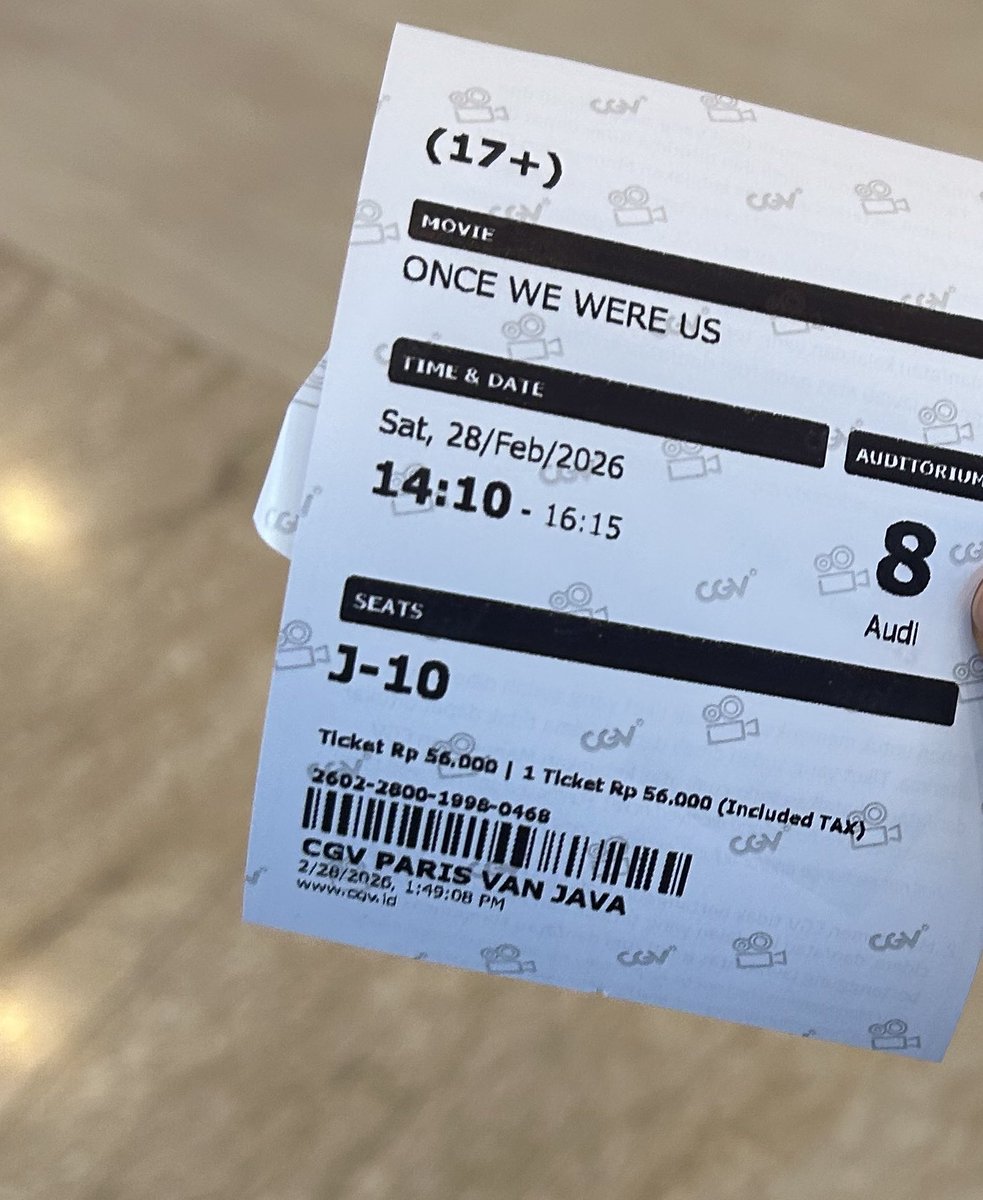 (17+)
MOVIE
ONCE WE WERE US
TIME & DATE
Sat, 28/Feb/2026
14:10 - 16:15
AUDITORIUM
8
Audi
SEATS
J-10
Ticket Rp 56.000 | 1 Ticket Rp 56.000 (Included TAX)
2602-2800-1998-0468
CGV PARIS VAN JAVA
2/28/2026, 1:49:08 PM
www.cgv.id
CGV